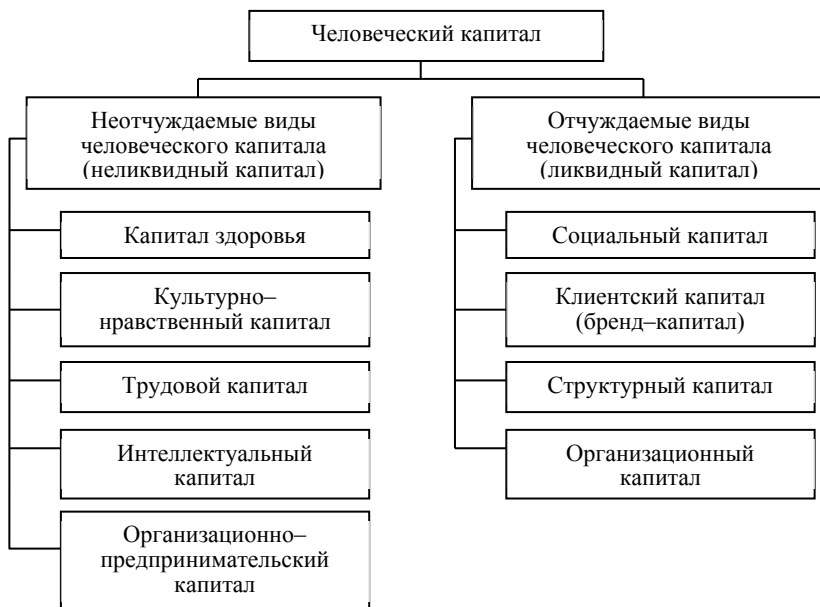 Человеческий капитал
Неотчуждаемые виды
человеческого капитала
(неликвидный капитал)
Капитал здоровья
Культурно–
нравственный капитал
Трудовой капитал
Интеллектуальный
капитал
Организационно–
предпринимательский
капитал
Отчуждаемые виды
человеческого капитала
(ликвидный капитал)
Социальный капитал
Клиентский капитал
(бренд–капитал)
Структурный капитал
Организационный
капитал